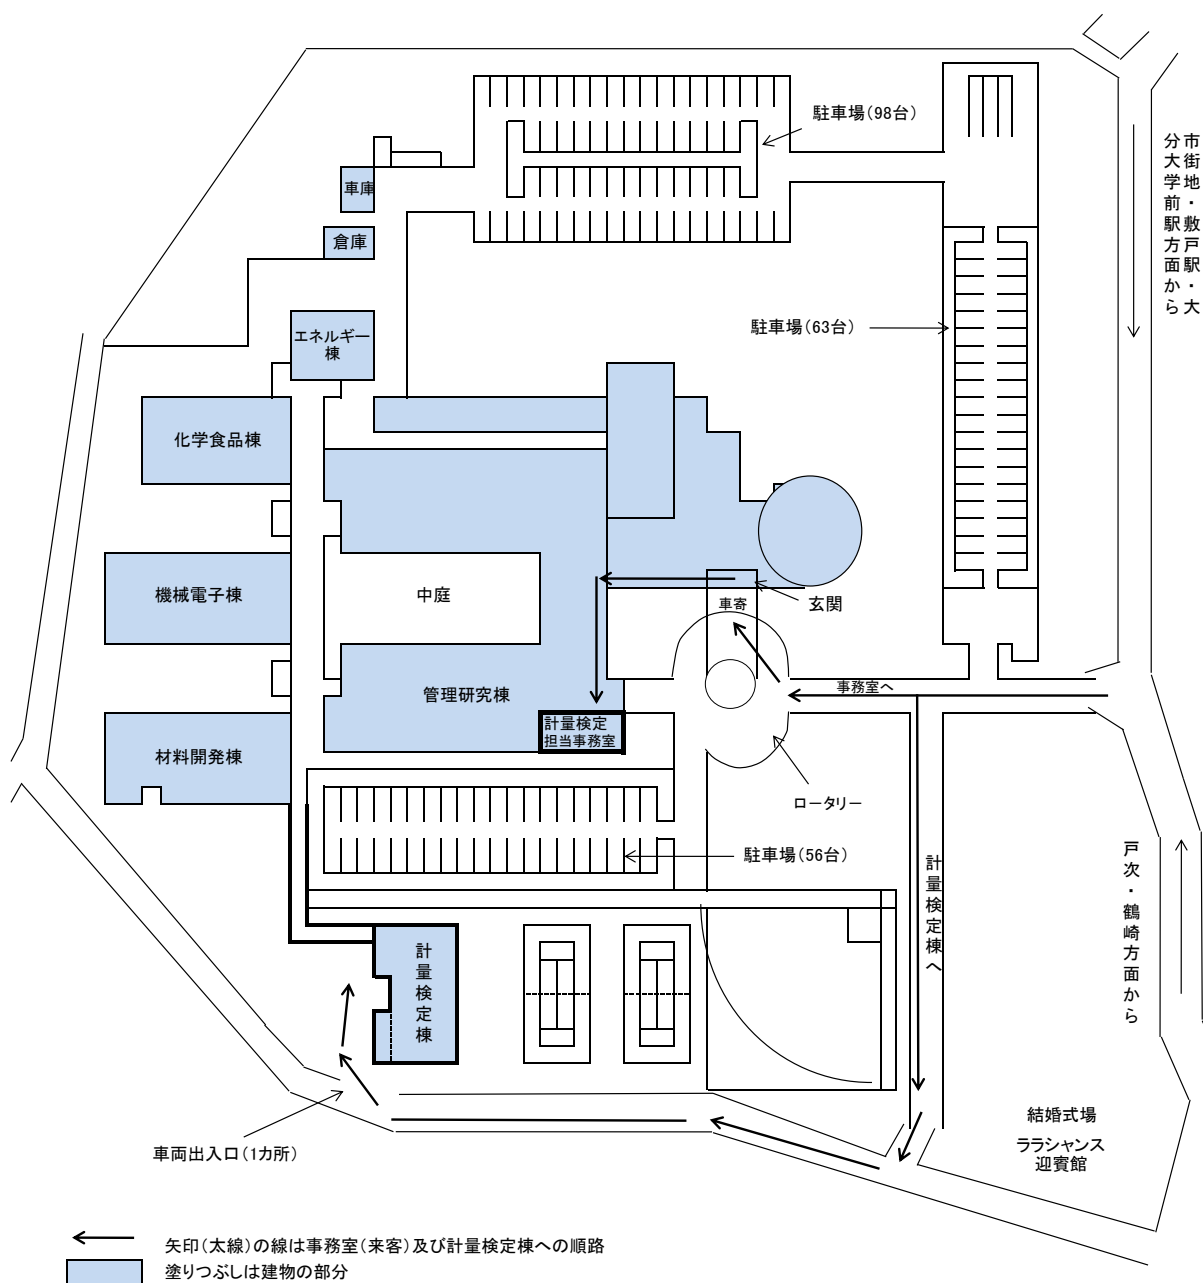 駐車場(98台)
市街地・敷戸駅・大
分大学前駅方面から
車庫
倉庫
エネルギー
棟
駐車場(63台)
化学食品棟
機械電子棟
中庭
玄関
車寄
事務室へ
管理研究棟
計量検定
担当事務室
材料開発棟
ロータリー
駐車場(56台)
計量検定棟へ
戸次・鶴崎方面から
計量検定棟
結婚式場
ララシャンス
迎賓館
車両出入口(1カ所)
矢印(太線)の線は事務室(来客)及び計量検定棟への順路
塗りつぶしは建物の部分